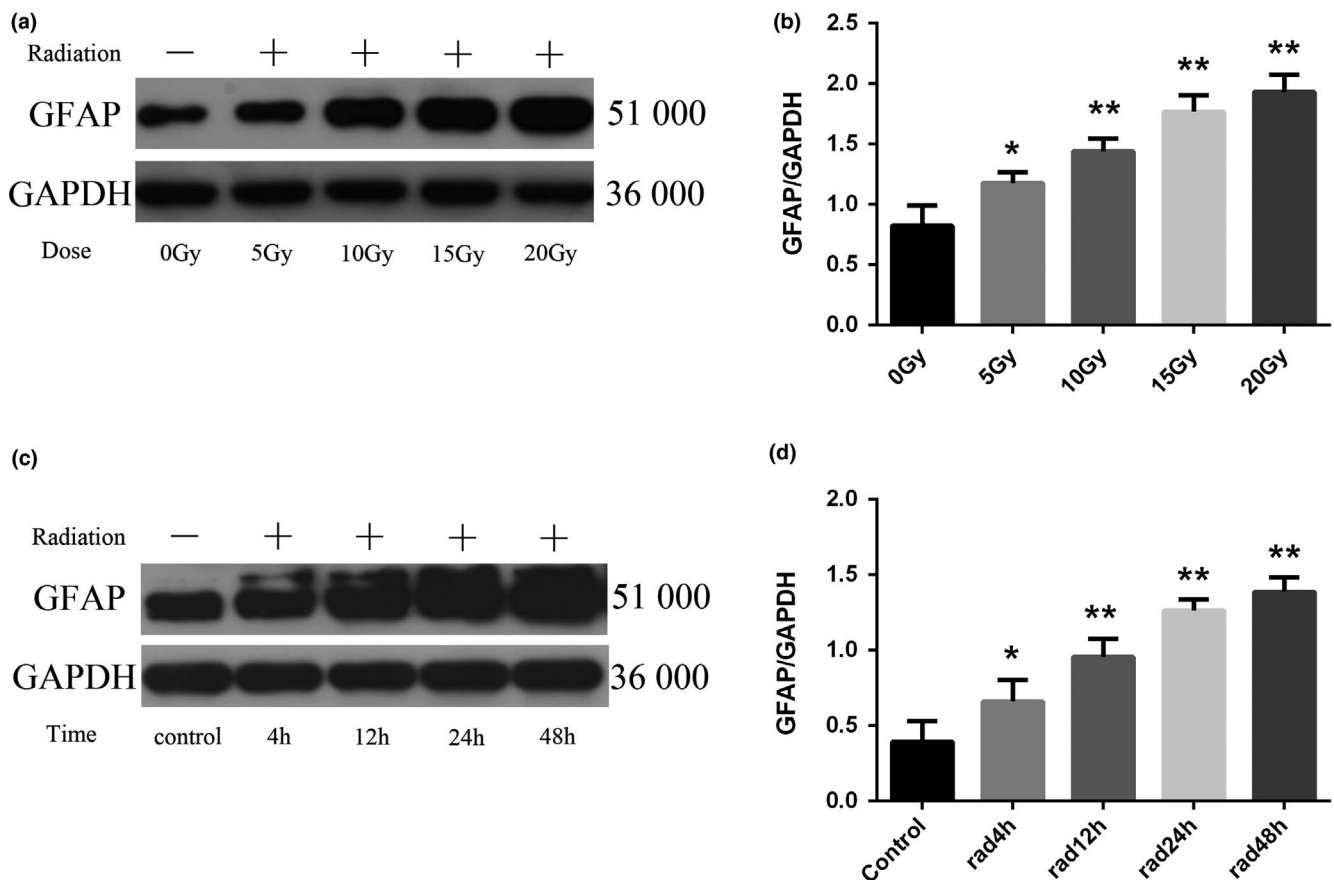 (a)
Radiation — + + + +
GFAP 51 000
GAPDH 36 000
Dose 0Gy 5Gy 10Gy 15Gy 20Gy
(b)
2.5
2.0
1.5
1.0
0.5
0.0
GFAP/GAPDH
* ** ** **
0Gy 5Gy 10Gy 15Gy 20Gy
(c)
Radiation — + + + +
GFAP 51 000
GAPDH 36 000
Time control 4h 12h 24h 48h
(d)
2.0
1.5
1.0
0.5
0.0
GFAP/GAPDH
* ** ** **
Control rad4h rad12h rad24h rad48h